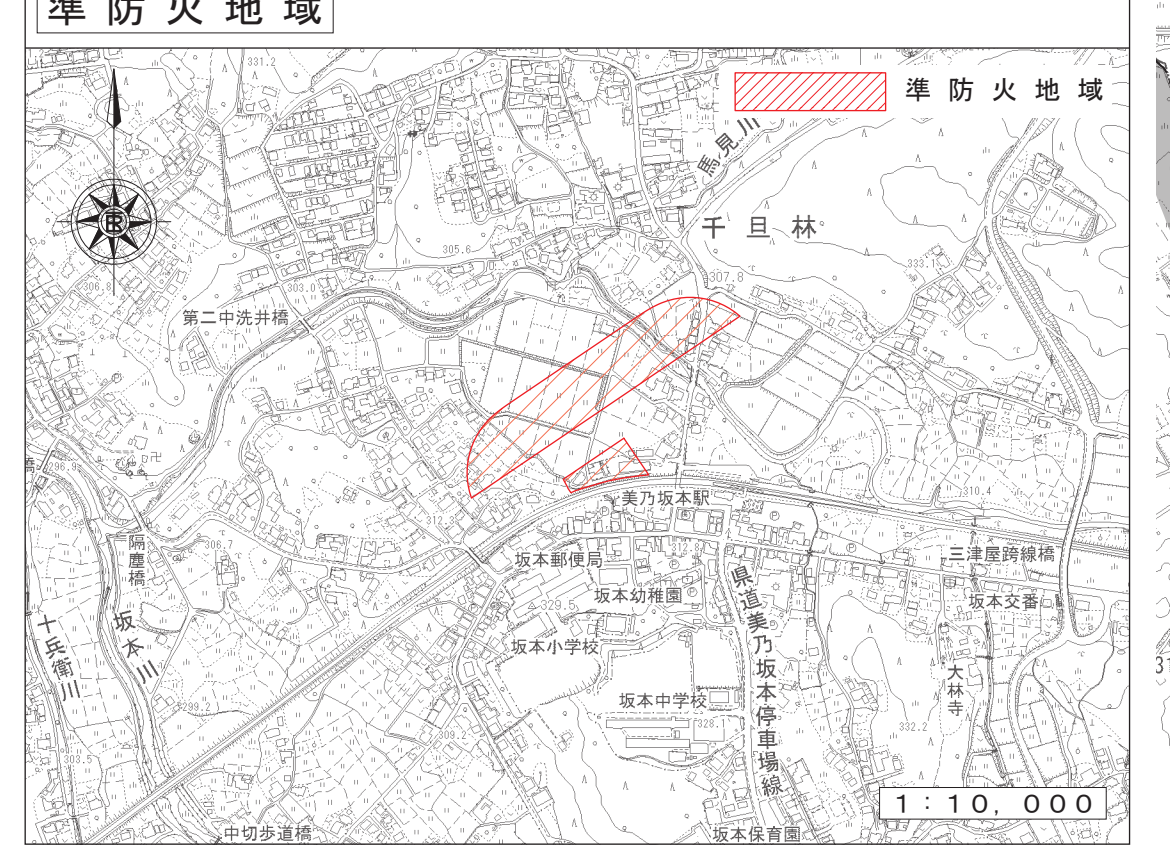 準防火地域
準防火地域
331.2
馬見川
千旦林
305.6
333.1
307.8
306.8
303.0
第二中洗井橋
296.9
310.4
美乃坂本駅
312.8
三津屋跨線橋
隔塵橋
306.7
坂本郵便局
坂本幼稚園
坂本交番
県道美乃坂本停車場線
329.5
坂本小学校
十兵衛川
坂本川
大林寺
坂本中学校
299.2
328
332.2
309.2
303.5
1:10,000
中切歩道橋
坂本保育園